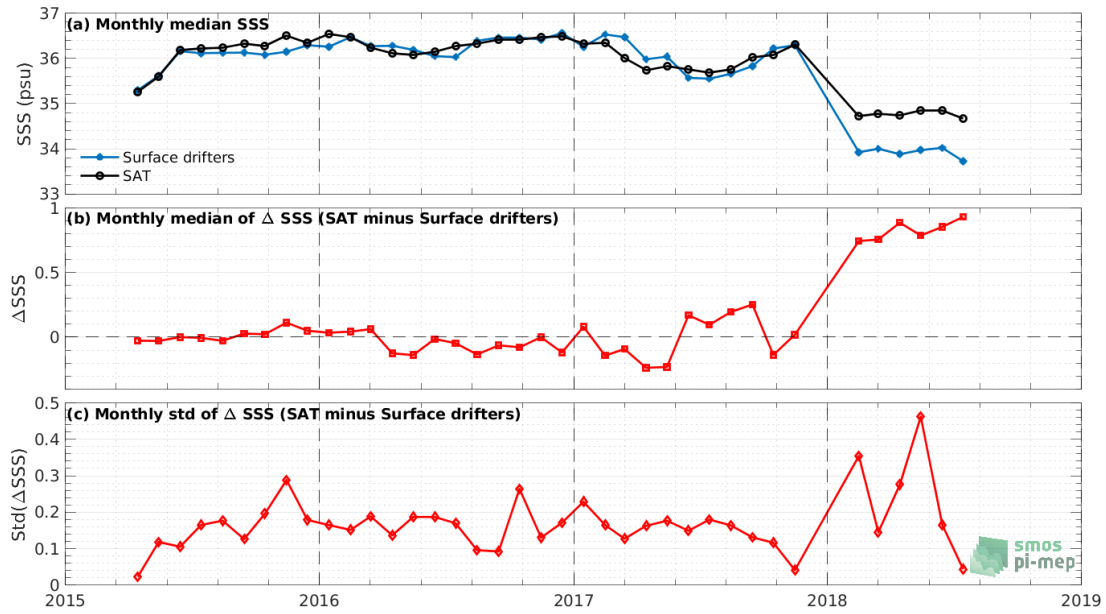 (a) Monthly median SSS
37
36
35
34
33
SSS (psu)
Surface drifters
SAT
(b) Monthly median of Δ SSS (SAT minus Surface drifters)
1
0.5
0
ΔSSS
(c) Monthly std of Δ SSS (SAT minus Surface drifters)
0.5
0.4
0.3
0.2
0.1
0
Std(ΔSSS)
smos
pi-mep
2015 2016 2017 2018 2019